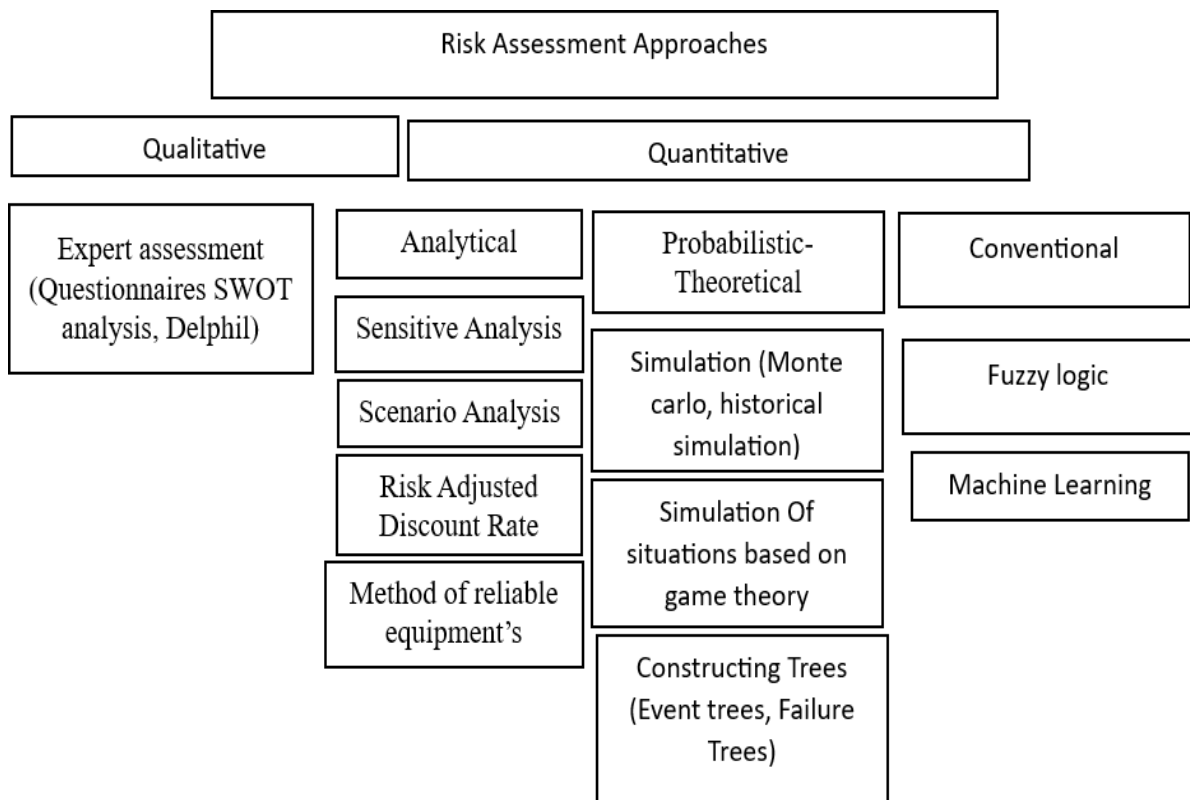 Risk Assessment Approaches
Qualitative
Quantitative
Expert assessment
(Questionnaires SWOT
analysis, Delphil)
Analytical
Sensitive Analysis
Scenario Analysis
Risk Adjusted
Discount Rate
Method of reliable
equipment’s
Probabilistic-
Theoretical
Simulation (Monte
carlo, historical
simulation)
Simulation Of
situations based on
game theory
Constructing Trees
(Event trees, Failure
Trees)
Conventional
Fuzzy logic
Machine Learning